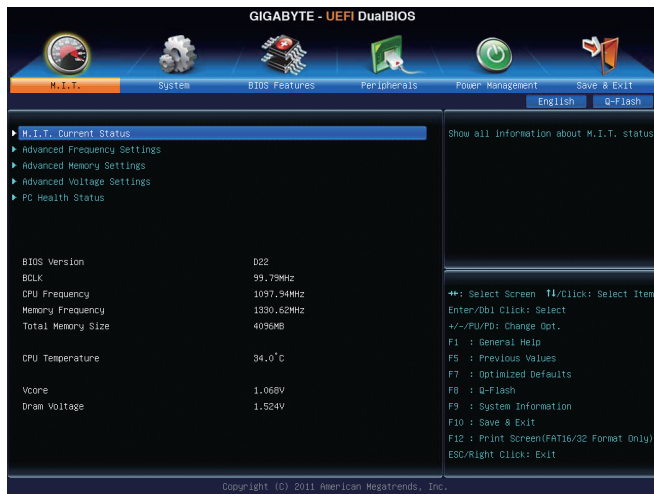 GIGABYTE - UEFI DualBIOS
M.I.T. System BIOS Features Peripherals Power Management Save & Exit
English Q-Flash
M.I.T. Current Status
Advanced Frequency Settings
Advanced Memory Settings
Advanced Voltage Settings
PC Health Status
BIOS Version D22
BCLK 99.79MHz
CPU Frequency 1097.94MHz
Memory Frequency 1330.62MHz
Total Memory Size 4096MB
CPU Temperature 34.0°C
Vcore 1.068V
Dram Voltage 1.524V
Show all information about M.I.T. status
→←: Select Screen ↑↓/Click: Select Item
Enter/Dbl Click: Select
+/-/PU/PD: Change Opt.
F1 : General Help
F5 : Previous Values
F7 : Optimized Defaults
F8 : Q-Flash
F9 : System Information
F10 : Save & Exit
F12 : Print Screen(FAT16/32 Format Only)
ESC/Right Click: Exit
Copyright (C) 2011 American Megatrends, Inc.